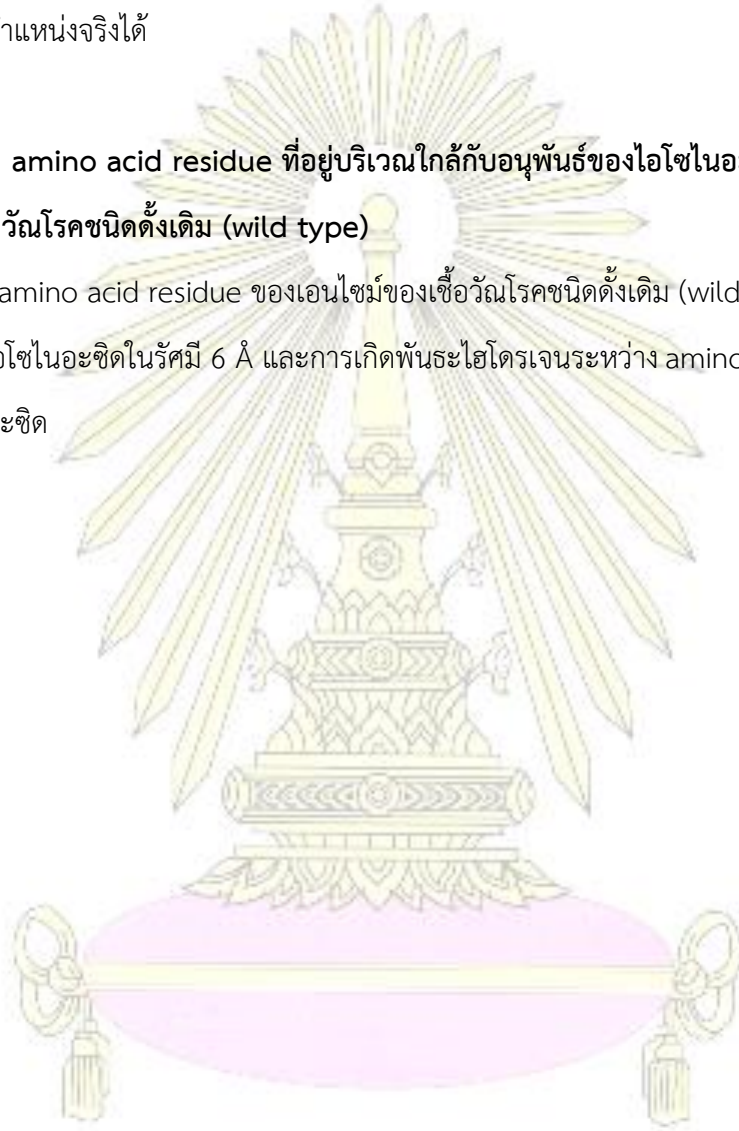 ำแหน่งจริงได้
amino acid residue ที่อยู่บริเวณใกล้กับอนุพันธ์ของไอโซไนอะ
วัณโรคชนิดดั้งเดิม (wild type)
amino acid residue ของเอนไซม์ของเชื้อวัณโรคชนิดดั้งเดิม (wild
อโซไนอะซิดในรัศมี 6 Å และการเกิดพันธะไฮโดรเจนระหว่าง amino
ะซิด